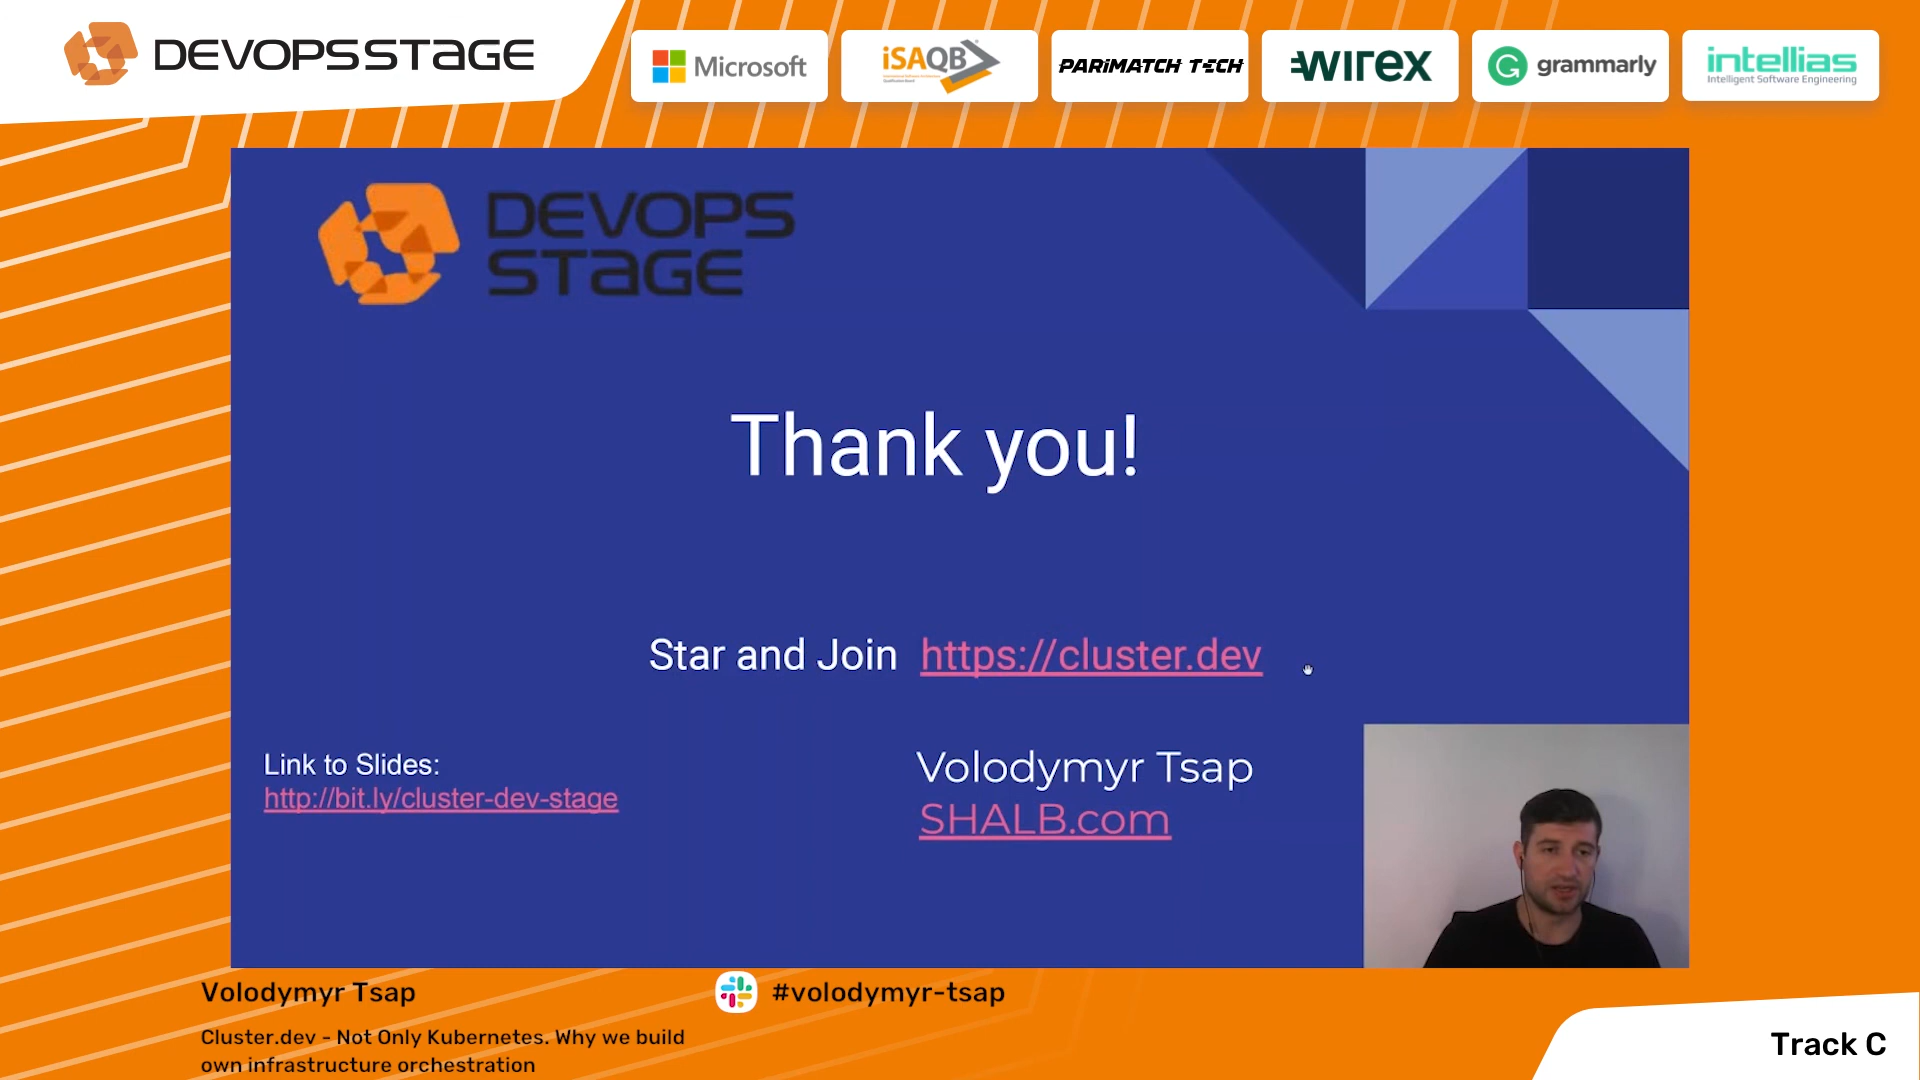 DEVOPSSTAGE
Microsoft
iSAQB
PARIMATCH TECH
WIREX
grammarly
intellias
Intelligent Software Engineering
DEVOPS
STAGE
Thank you!
Star and Join https://cluster.dev
Link to Slides:
http://bit.ly/cluster-dev-stage
Volodymyr Tsap
SHALB.com
Volodymyr Tsap
#volodymyr-tsap
Cluster.dev - Not Only Kubernetes. Why we build
own infrastructure orchestration
Track C